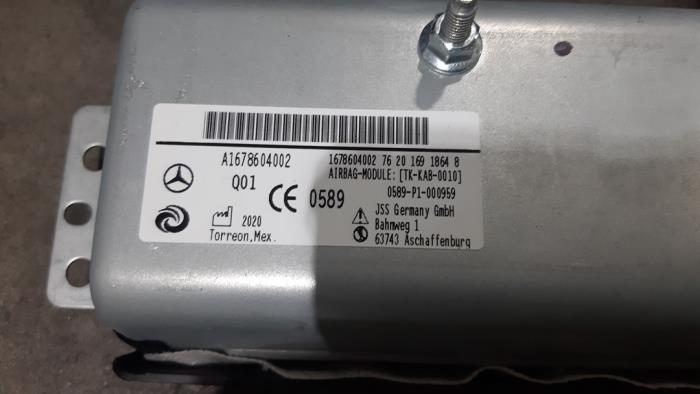 A1678604002
1678604002 76 20 169 1864 8
AIRBAG-MODULE: [TK-KAB-0010]
Q01
CE 0589
0589-P1-000959
2020
Torreon,Mex.
JSS Germany GmbH
Bahnweg 1
63743 Aschaffenburg